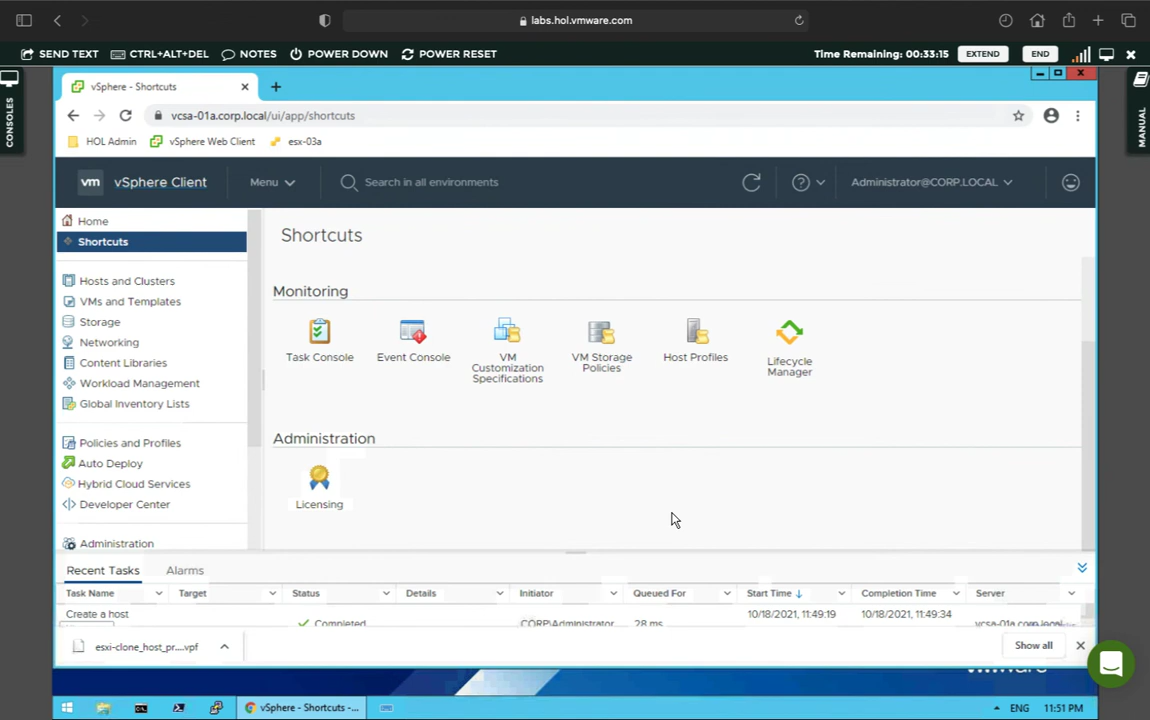 labs.hol.vmware.com
SEND TEXT CTRL+ALT+DEL NOTES POWER DOWN POWER RESET Time Remaining: 00:33:15 EXTEND END
CONSOLES
MANUAL
vSphere - Shortcuts
vcsa-01a.corp.local/ui/app/shortcuts
HOL Admin vSphere Web Client esx-03a
vm vSphere Client Menu Search in all environments Administrator@CORP.LOCAL
Home
Shortcuts
Hosts and Clusters
VMs and Templates
Storage
Networking
Content Libraries
Workload Management
Global Inventory Lists
Policies and Profiles
Auto Deploy
Hybrid Cloud Services
Developer Center
Administration
Shortcuts
Monitoring
Task Console
Event Console
VM
Customization
Specifications
VM Storage
Policies
Host Profiles
Lifecycle
Manager
Administration
Licensing
Recent Tasks Alarms
Task Name Target Status Details Initiator Queued For Start Time Completion Time Server
Create a host Completed CORP\Administrator 28 ms 10/18/2021, 11:49:19 10/18/2021, 11:49:34 vcsa-01a.corp.local
esxi-clone_host_pr....vpf Show all
vSphere - Shortcuts -... ENG 11:51 PM